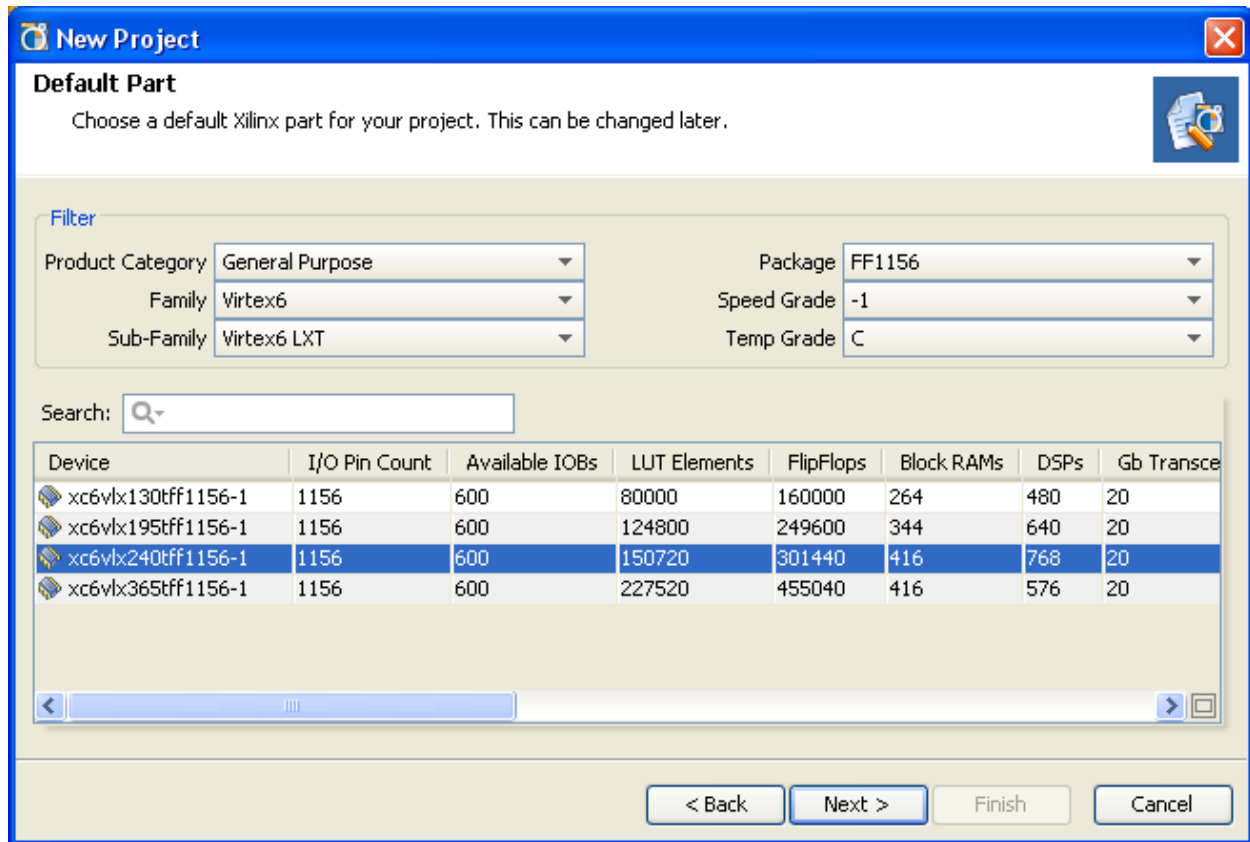 New Project
Default Part
Choose a default Xilinx part for your project. This can be changed later.
Filter
Product Category General Purpose Package FF1156
Family Virtex6 Speed Grade -1
Sub-Family Virtex6 LXT Temp Grade C
Search:
Device I/O Pin Count Available IOBs LUT Elements FlipFlops Block RAMs DSPs Gb Transce
xc6vlx130tff1156-1 1156 600 80000 160000 264 480 20
xc6vlx195tff1156-1 1156 600 124800 249600 344 640 20
xc6vlx240tff1156-1 1156 600 150720 301440 416 768 20
xc6vlx365tff1156-1 1156 600 227520 455040 416 576 20
< Back Next > Finish Cancel